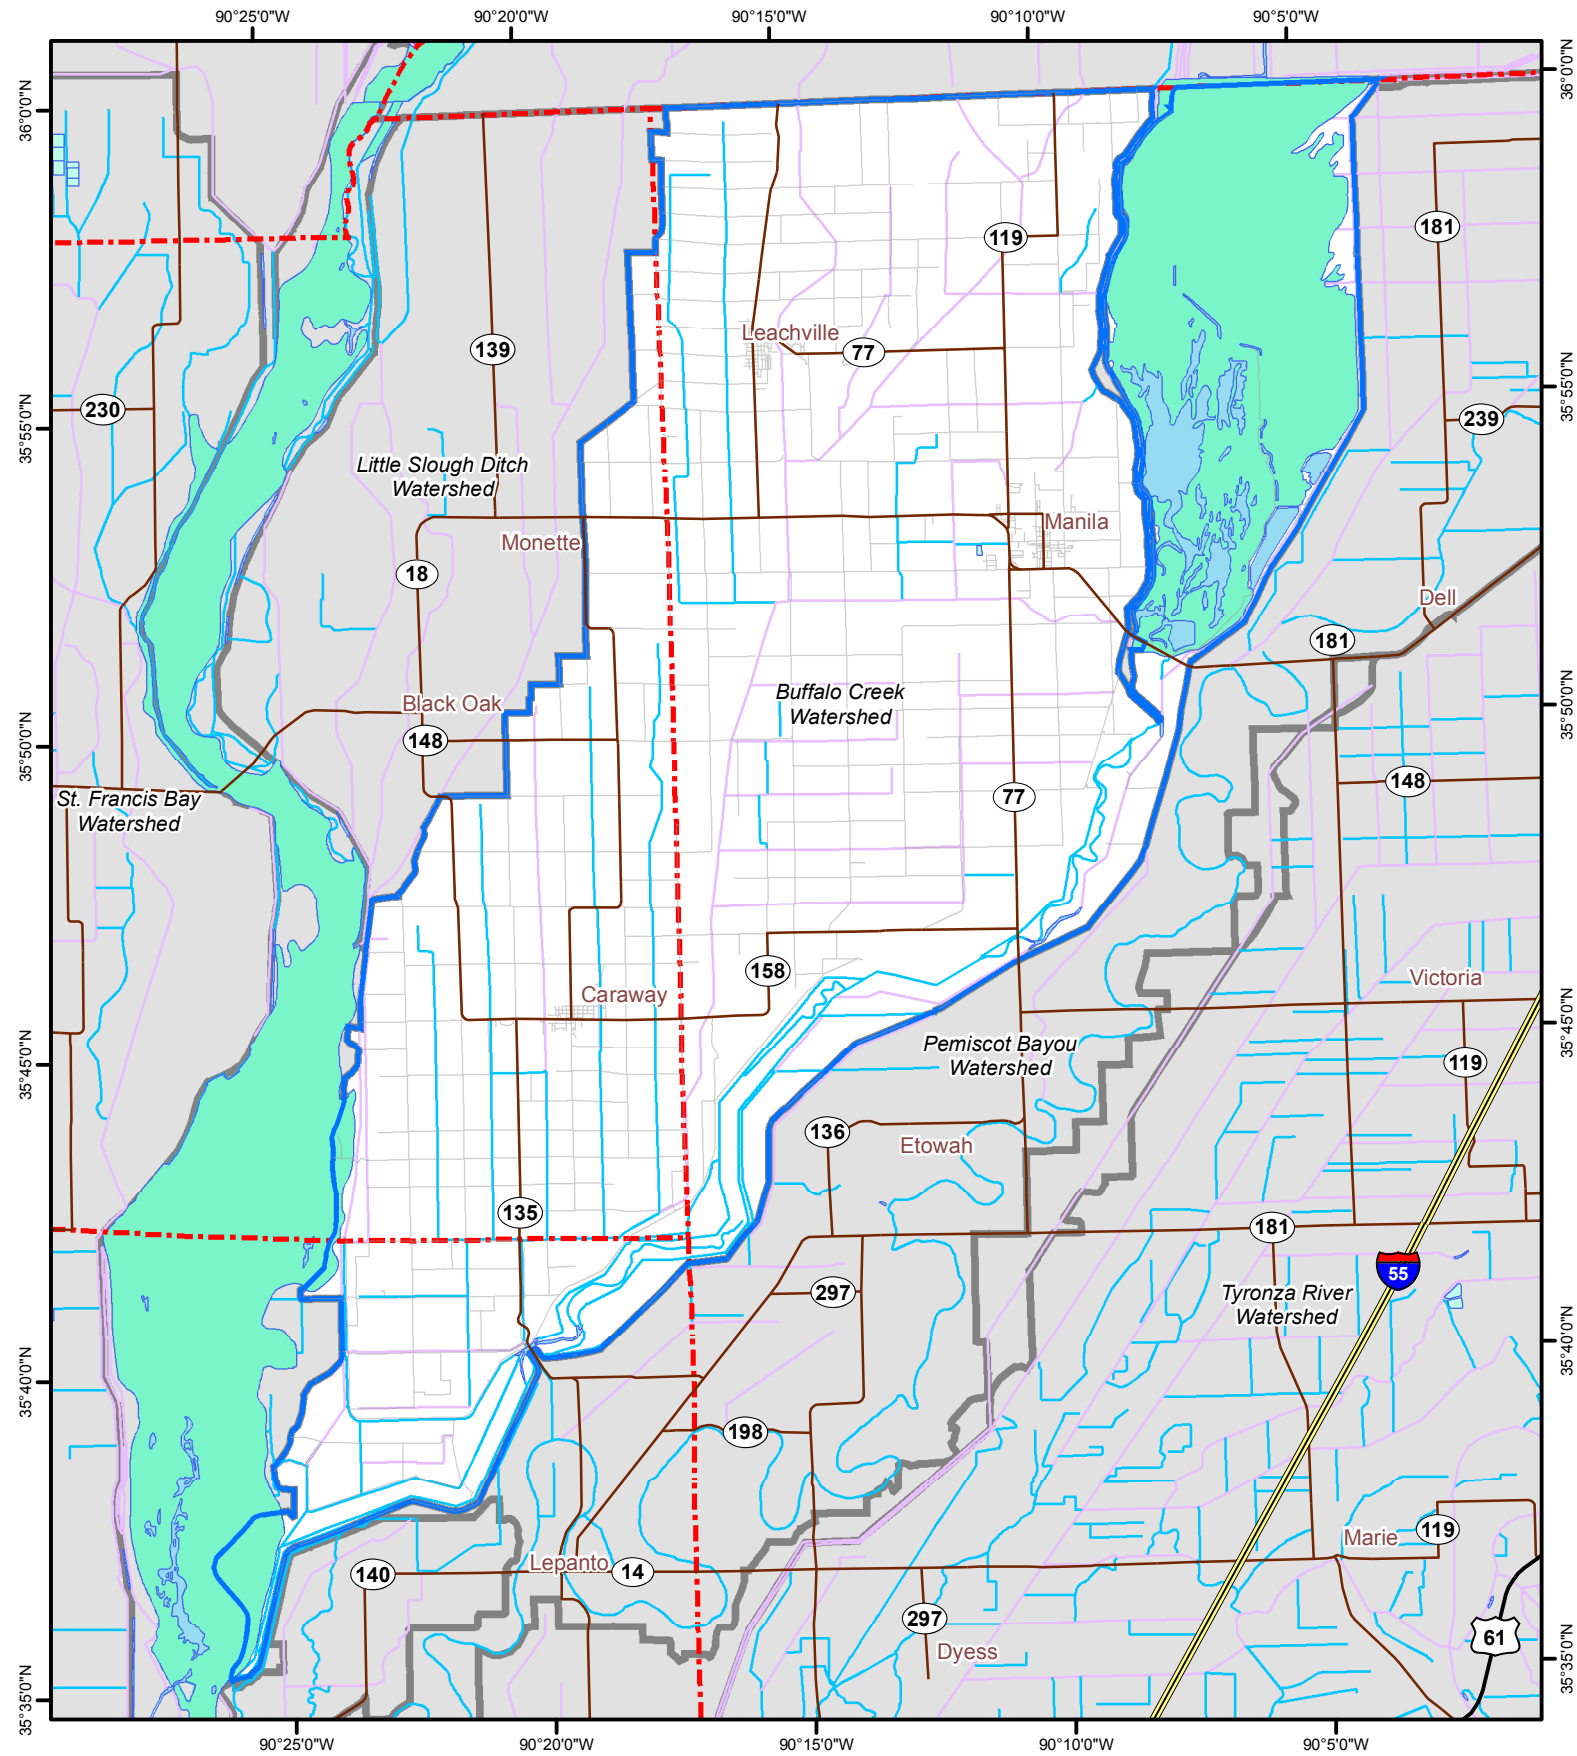 90°25'0"W
90°20'0"W
90°15'0"W
90°10'0"W
90°5'0"W
36°0'0"N
36°0'0"N
181
119
Leachville
77
139
230
35°55'0"N
35°55'0"N
239
Little Slough Ditch
Watershed
Manila
Monette
18
Dell
181
Black Oak
148
Buffalo Creek
Watershed
35°50'0"N
35°50'0"N
148
77
St. Francis Bay
Watershed
158
Caraway
Victoria
35°45'0"N
35°45'0"N
Pemiscot Bayou
Watershed
119
136
Etowah
135
181
55
297
Tyronza River
Watershed
35°40'0"N
35°40'0"N
198
119
Marie
Lepanto
14
140
297
Dyess
61
35°35'0"N
35°35'0"N
90°25'0"W
90°20'0"W
90°15'0"W
90°10'0"W
90°5'0"W